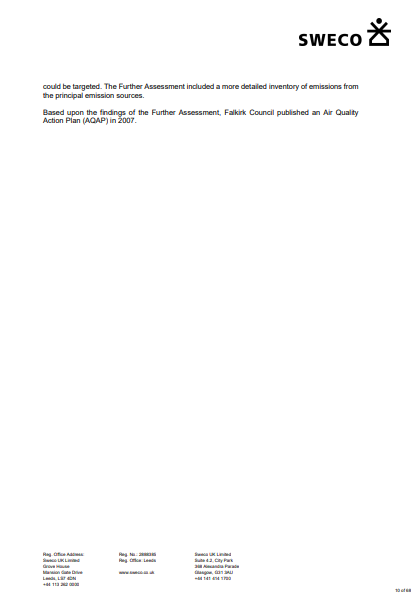 SWECO
could be targeted. The Further Assessment included a more detailed inventory of emissions from
the principal emission sources.
Based upon the findings of the Further Assessment, Falkirk Council published an Air Quality
Action Plan (AQAP) in 2007.
Reg. Office Address:
Sweco UK Limited
Grove House
Mansion Gate Drive
Leeds, LS7 4DN
+44 113 262 0000
Reg. No.: 2888385
Reg. Office: Leeds
www.sweco.co.uk
Sweco UK Limited
Suite 4.2, City Park
368 Alexandra Parade
Glasgow, G31 3AU
+44 141 414 1700
10 of 68